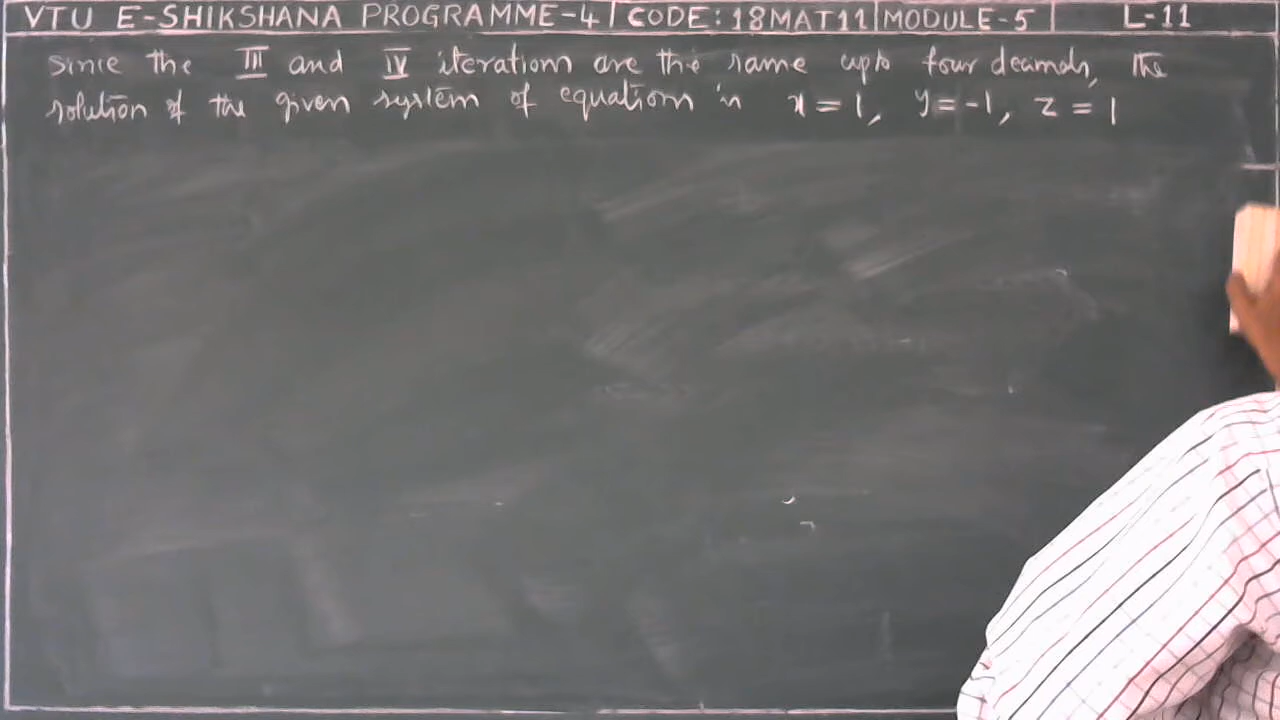 VTU E-SHIKSHANA PROGRAMME-4 | CODE: 18MAT11 | MODULE-5 | L-11
Since the III and IV iterations are the same upto four decimals, the
solution of the given system of equations is x = 1, y = -1, z = 1